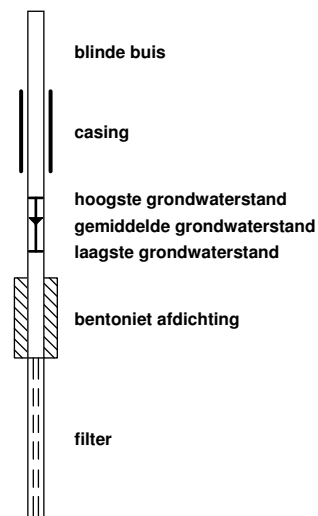 blinde buis
casing
hoogste grondwaterstand
gemiddelde grondwaterstand
laagste grondwaterstand
bentoniet afdichting
filter